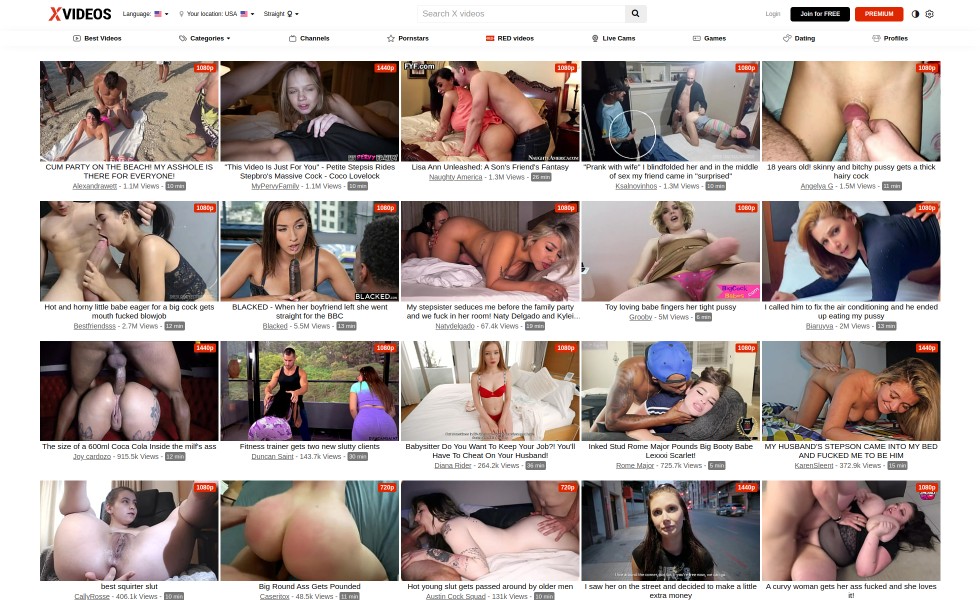 XVIDEOS
Language:
Your location: USA
Straight
Search X videos
Login
Join for FREE
PREMIUM
Best Videos
Categories
Channels
Pornstars
RED videos
Live Cams
Games
Dating
Profiles
1080p
1440p
FYF.com
1080p
1080p
1080p
NAUGHTYAMERICA.COM
CUM PARTY ON THE BEACH! MY ASSHOLE IS
THERE FOR EVERYONE!
Alexandrawett - 1.1M Views - 10 min
"This Video Is Just For You" - Petite Stepsis Rides
Stepbro's Massive Cock - Coco Lovelock
MyPervyFamily - 1.1M Views - 10 min
Lisa Ann Unleashed: A Son's Friend's Fantasy
Naughty America - 1.3M Views - 26 min
"Prank with wife" I blindfolded her and in the middle
of sex my friend came in "surprised"
Ksalnovinhos - 1.3M Views - 10 min
18 years old! skinny and bitchy pussy gets a thick
hairy cock
Angelya G - 1.5M Views - 11 min
1080p
1080p
BLACKED.COM
1080p
1080p
1080p
Hot and horny little babe eager for a big cock gets
mouth fucked blowjob
Bestfriendsss - 2.7M Views - 12 min
BLACKED - When her boyfriend left she went
straight for the BBC
Blacked - 5.5M Views - 13 min
My stepsister seduces me before the family party
and we fuck in her room! Naty Delgado and Kylei...
Natydelgado - 67.4k Views - 19 min
Toy loving babe fingers her tight pussy
Grooby - 5M Views - 6 min
I called him to fix the air conditioning and he ended
up eating my pussy
Biaruyva - 2M Views - 13 min
1440p
1080p
1080p
1080p
1440p
The size of a 600ml Coca Cola Inside the milf's ass
Joy cardozo - 915.5k Views - 12 min
Fitness trainer gets two new slutty clients
Duncan Saint - 143.7k Views - 30 min
Babysitter Do You Want To Keep Your Job?! You'll
Have To Cheat On Your Husband!
Diana Rider - 264.2k Views - 36 min
Inked Stud Rome Major Pounds Big Booty Babe
Lexxxi Scarlet!
Rome Major - 725.7k Views - 5 min
MY HUSBAND'S STEPSON CAME INTO MY BED
AND FUCKED ME TO BE HIM
KarenSleent - 372.9k Views - 15 min
1080p
720p
720p
1440p
1080p
best squirter slut
CallyRosse - 406.1k Views - 10 min
Big Round Ass Gets Pounded
Casentox - 48.5k Views - 11 min
Hot young slut gets passed around by older men
Austin Cock Squad - 131k Views - 10 min
I saw her on the street and decided to make a little
extra money
A curvy woman gets her ass fucked and she loves
it!